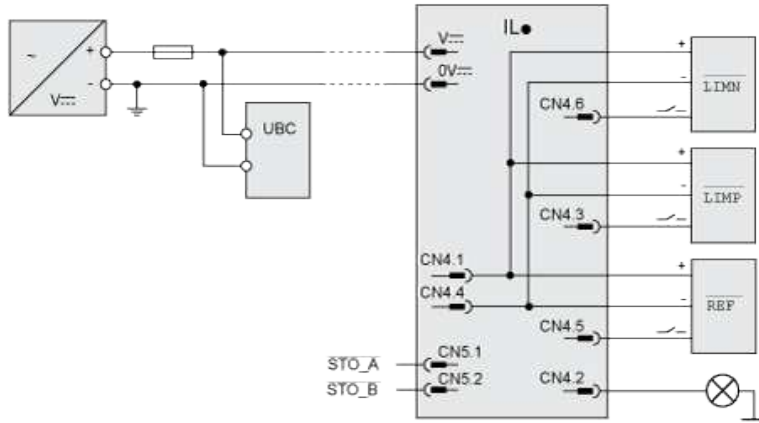 IL●
~
+
-
V⎓
V⎓
0V⎓
UBC
CN4.6
+
-
LIMN
+
-
LIMP
CN4.3
CN4.1
CN4.4
+
-
REF
CN4.5
STO_A
CN5.1
STO_B
CN5.2
CN4.2